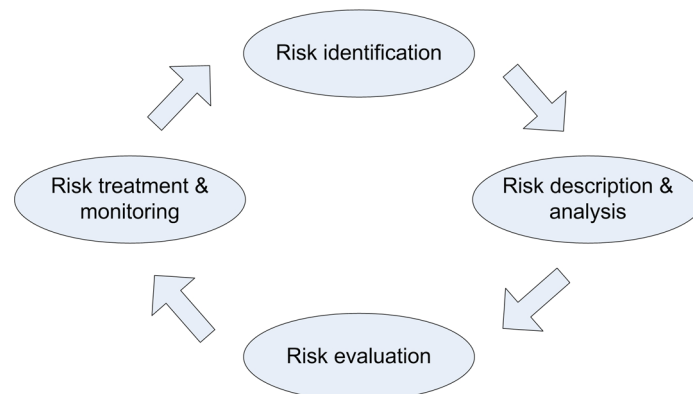 Risk identification
Risk description &
analysis
Risk evaluation
Risk treatment &
monitoring